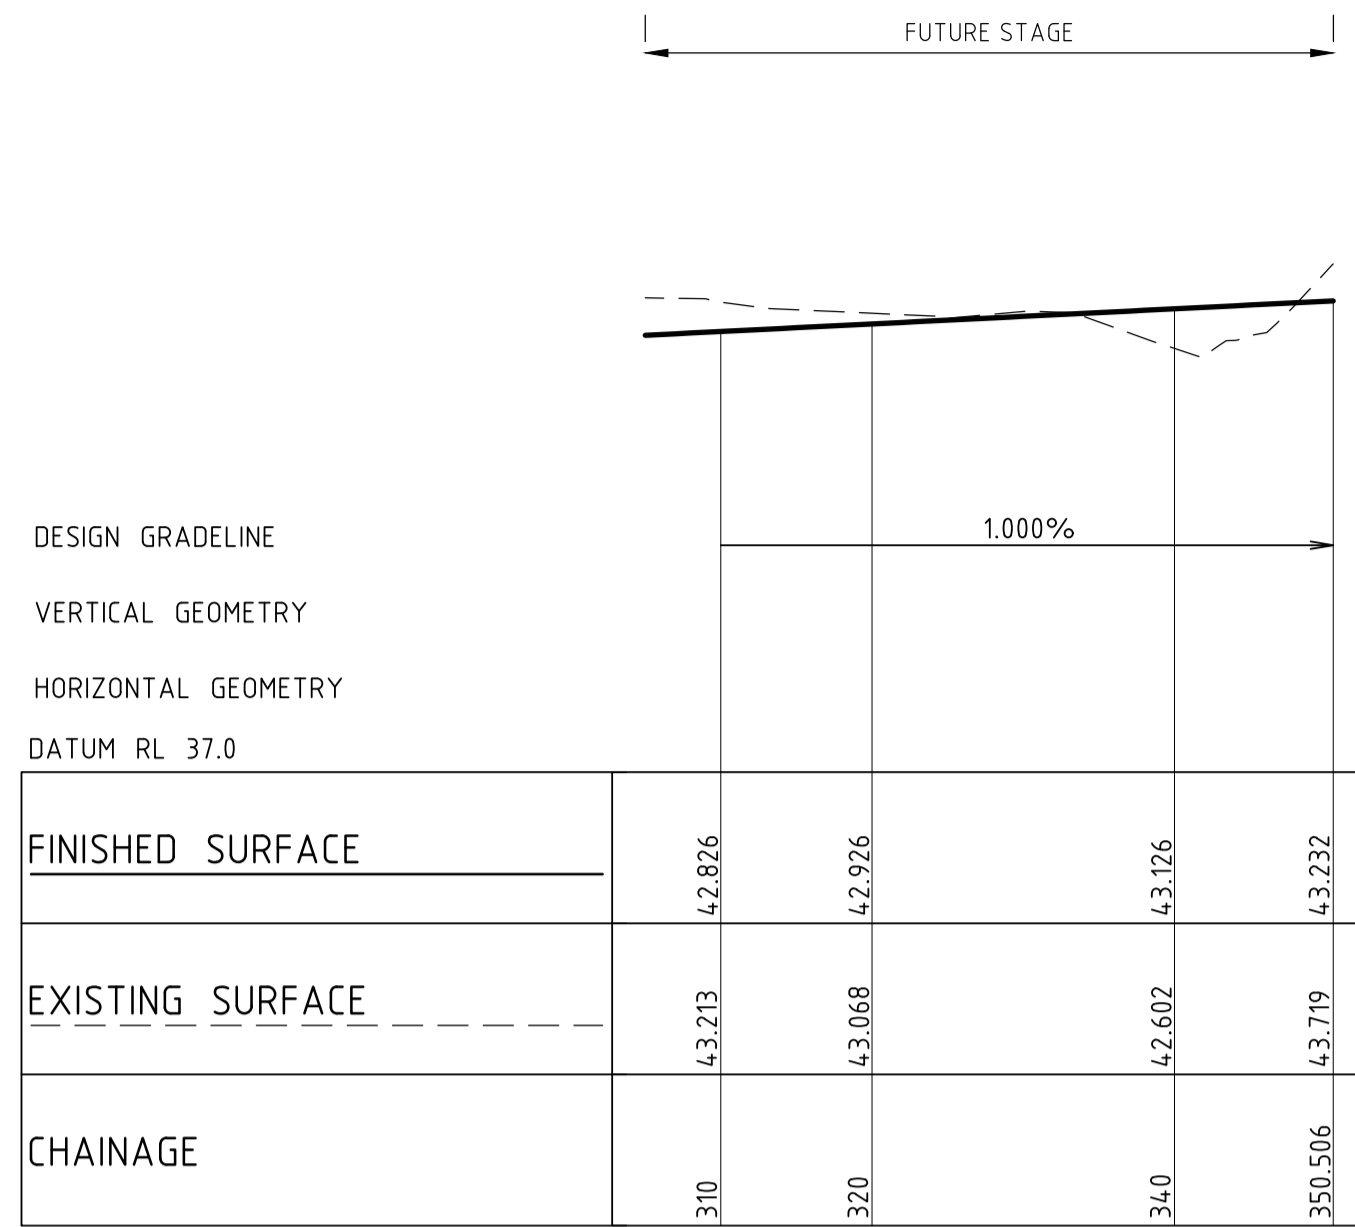 FUTURE STAGE
1.000%
DESIGN GRADELINE
VERTICAL GEOMETRY
HORIZONTAL GEOMETRY
DATUM RL 37.0
FINISHED SURFACE 42.826 42.926 43.126 43.232
EXISTING SURFACE 43.213 43.068 42.602 43.719
CHAINAGE 310 320 340 350.506